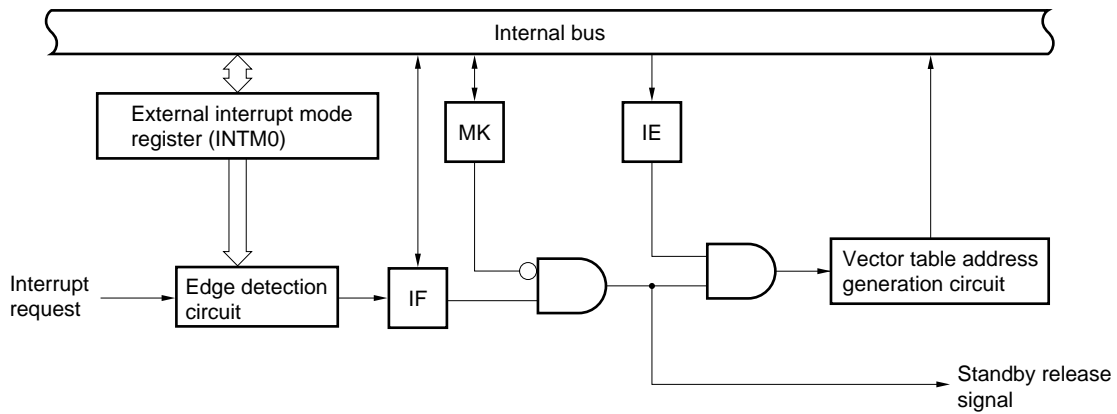 Internal bus
External interrupt mode
register (INTM0)
MK
IE
Interrupt
request
Edge detection
circuit
IF
Vector table address
generation circuit
Standby release
signal